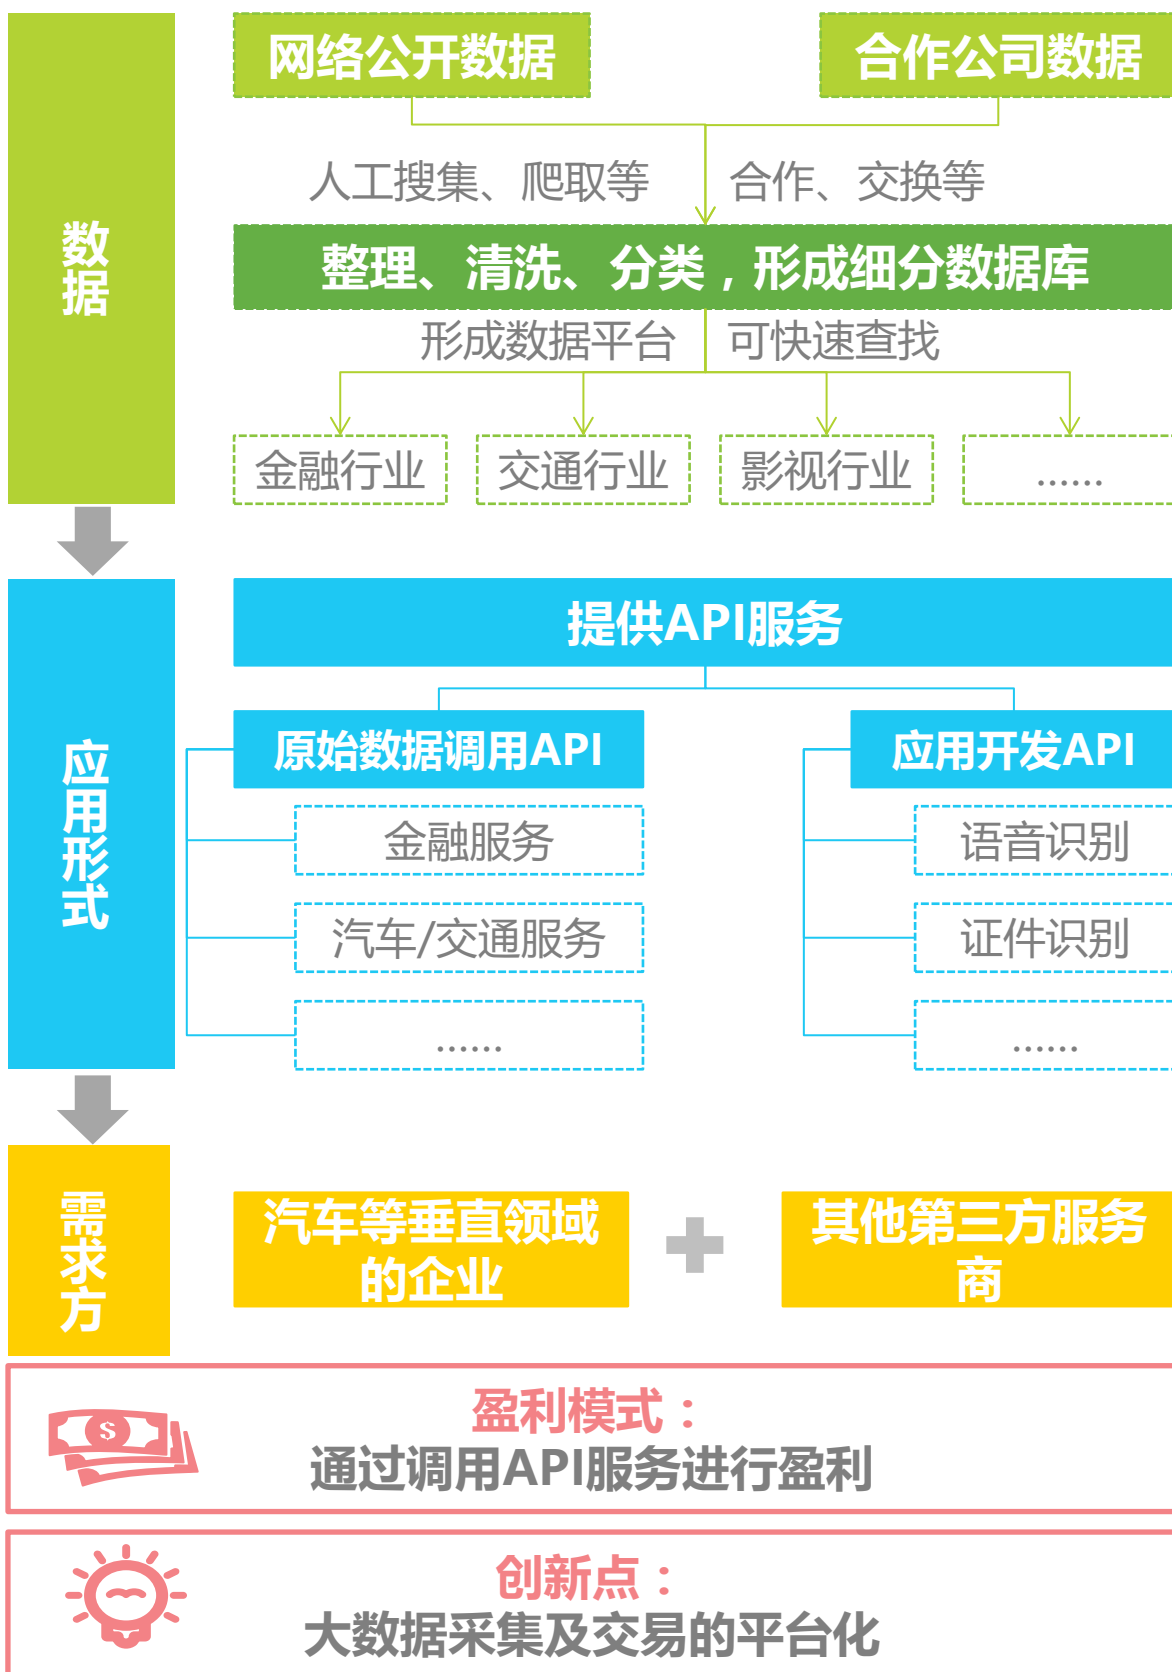 数据
网络公开数据
合作公司数据
人工搜集、爬取等
合作、交换等
整理、清洗、分类，形成细分数据库
形成数据平台
可快速查找
金融行业
交通行业
影视行业
......
应用形式
提供API服务
原始数据调用API
应用开发API
金融服务
语音识别
汽车/交通服务
证件识别
......
......
需求方
汽车等垂直领域
的企业
其他第三方服务
商
盈利模式：
通过调用API服务进行盈利
$
创新点：
大数据采集及交易的平台化